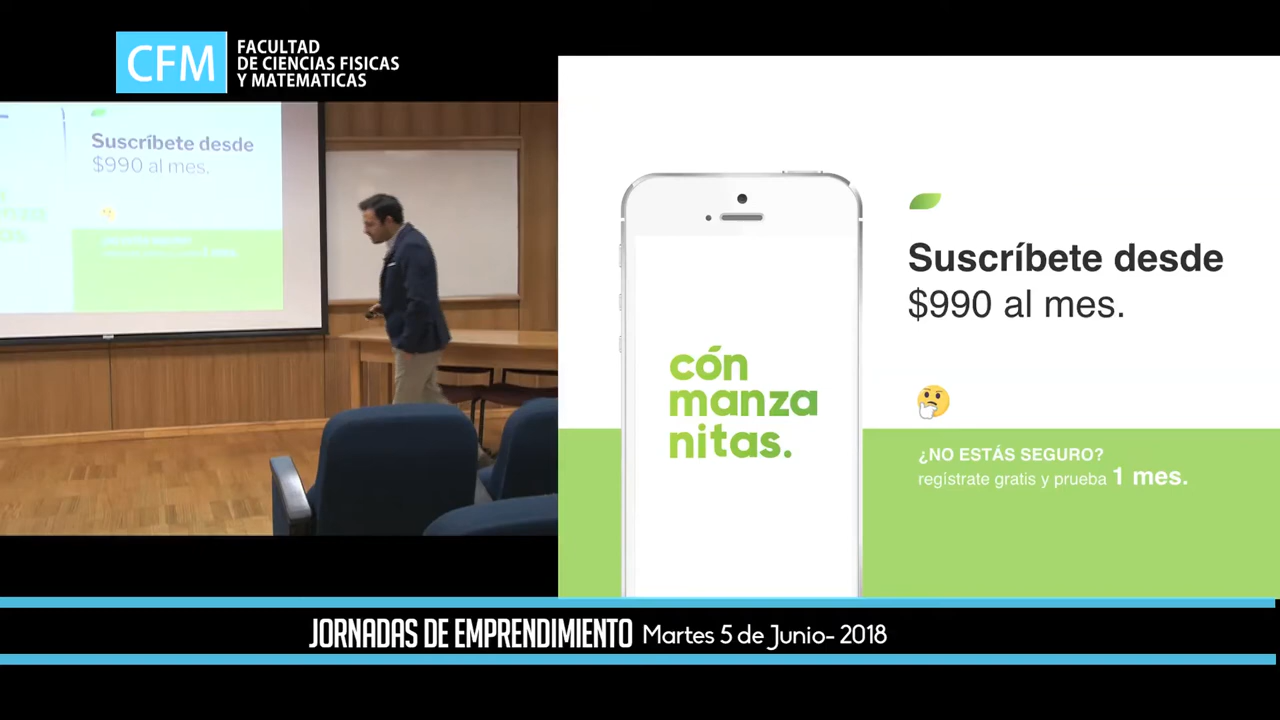 CFM
FACULTAD
DE CIENCIAS FISICAS
Y MATEMATICAS
Suscríbete desde
$990 al mes.
cón
manza
nitas.
Suscríbete desde
$990 al mes.
¿NO ESTÁS SEGURO?
regístrate gratis y prueba 1 mes.
JORNADAS DE EMPRENDIMIENTO Martes 5 de Junio- 2018